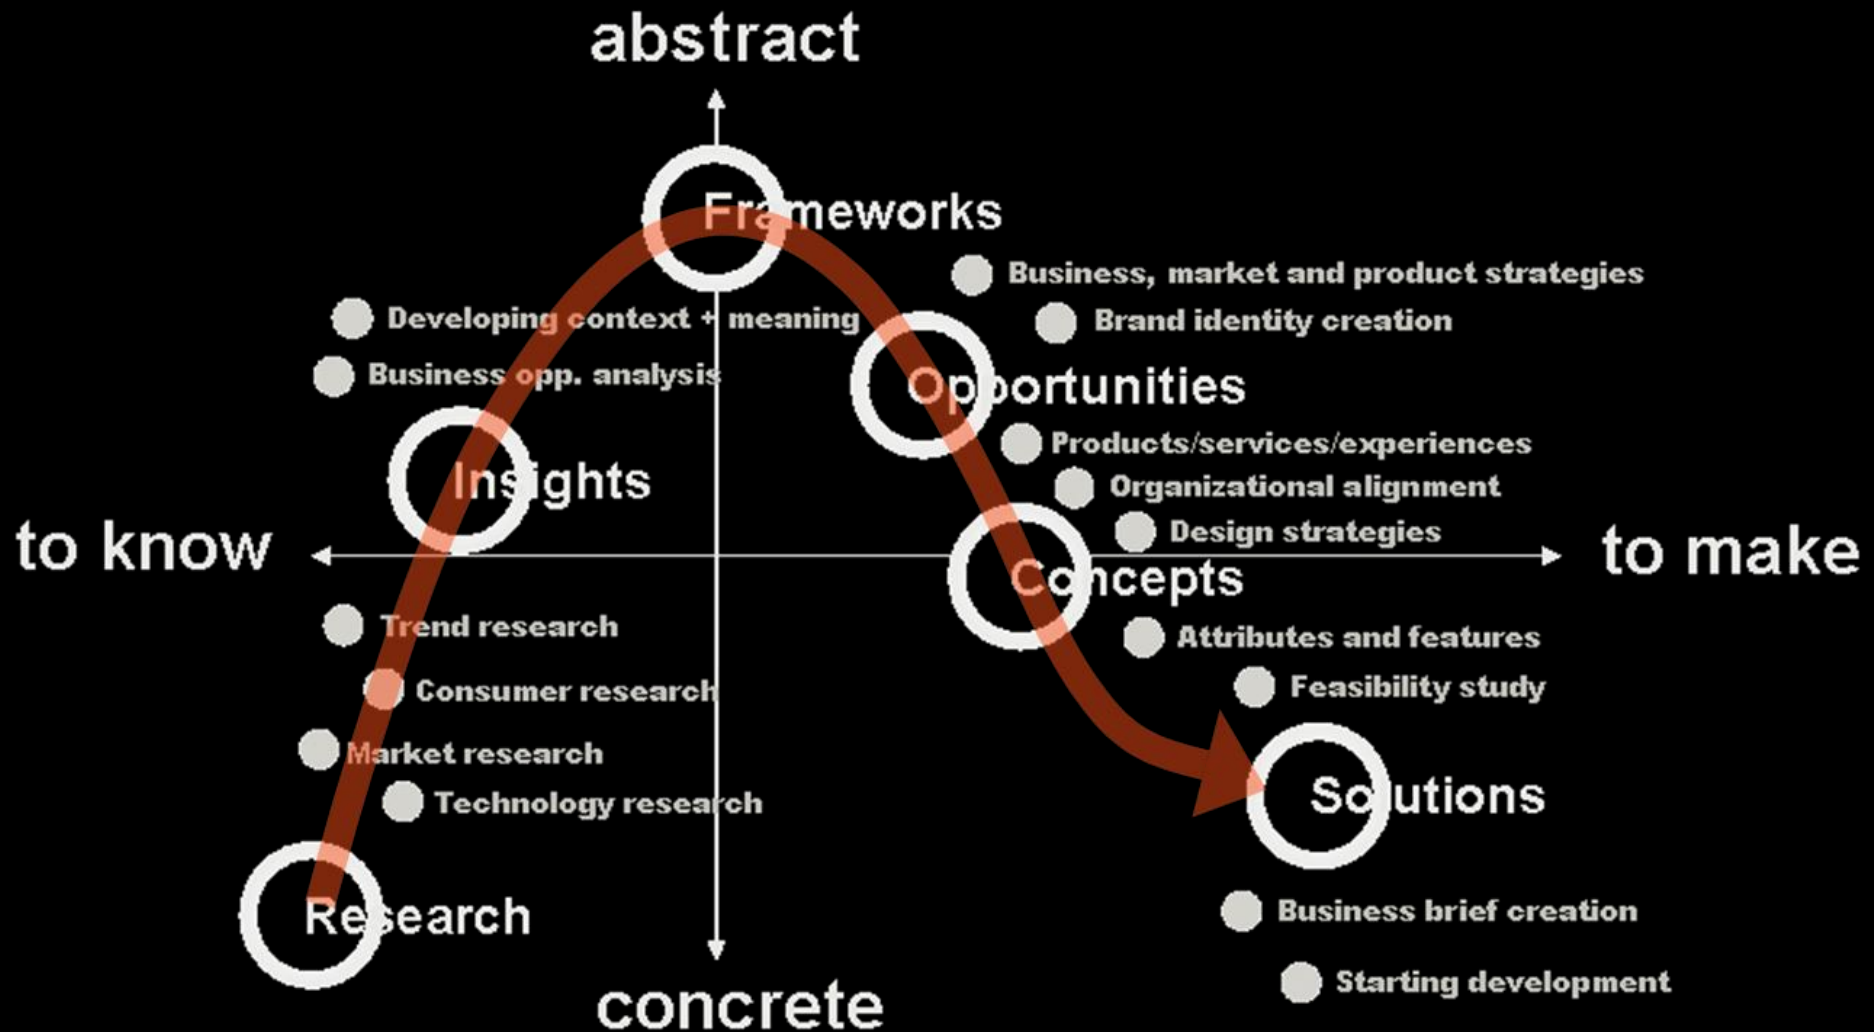 abstract
Frameworks
Business, market and product strategies
Developing context + meaning
Brand identity creation
Business opp. analysis
Opportunities
Products/services/experiences
Insights
Organizational alignment
Design strategies
to know
to make
Concepts
Trend research
Attributes and features
Consumer research
Feasibility study
Market research
Technology research
Solutions
Research
Business brief creation
Starting development
concrete